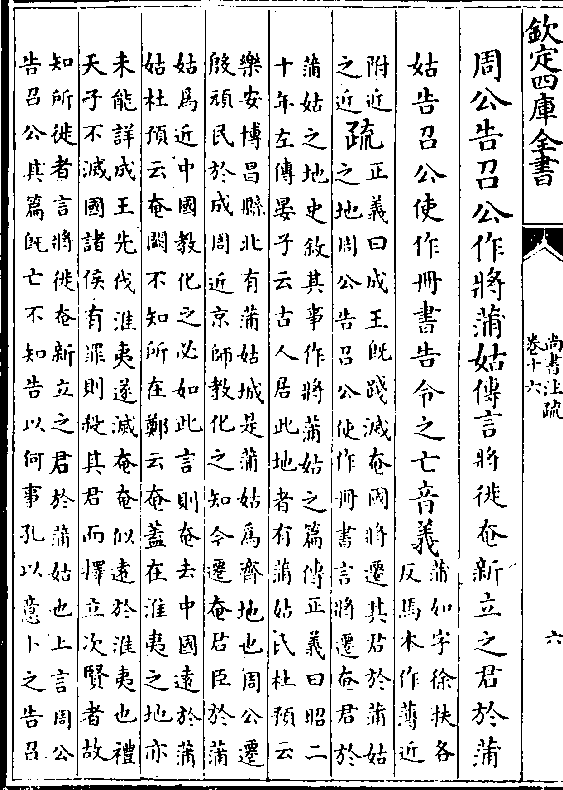 欽定四庫全書
尚書注疏
卷十六
六
周公告召公作將蒲姑傳言將徙奄新立之君於蒲
姑告召公使作冊書告令之亡音義蒲如字徐扶各
反馬本作薄近
附近
之近疏正義曰成王既踐滅奄國將遷其君於蒲姑
之地周公告召公使作冊書言將遷奄君於
蒲姑之地史敘其事作將蒲姑之篇傳正義曰昭二
十年左傳晏子云古人居此地者有蒲姑氏杜預云
樂安博昌縣北有蒲姑城是蒲姑為齊地也周公遷
殷頑民於成周近京師教化之知今遷奄君臣於蒲
姑為近中國教化之必如此言則奄去中國遠於蒲
姑杜預云奄闕不知所在鄭云奄蓋在淮夷之地亦
未能詳成王先伐淮夷遂滅奄奄似遠於淮夷也禮
天子不滅國諸侯有罪則殺其君而擇立次賢者故
知所徙者言將徙奄新立之君於蒲姑也上言周公
告召公其篇既亡不知告以何事孔以意卜之告召